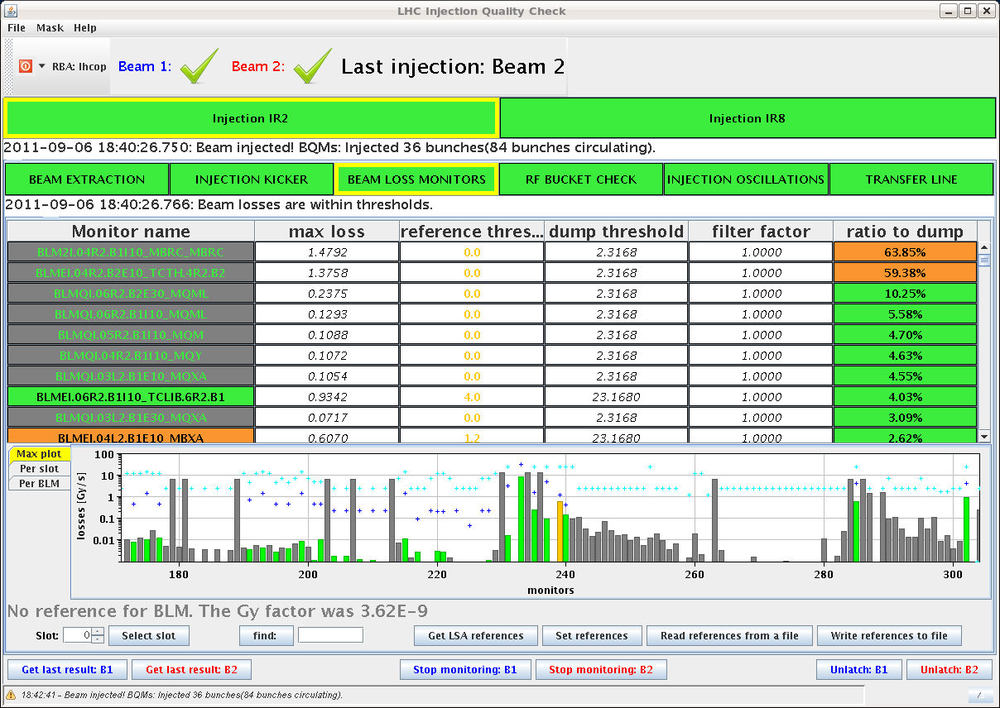 LHC Injection Quality Check
File Mask Help
RBA: lhcop Beam 1: Beam 2: Last injection: Beam 2
Injection IR2 Injection IR8
2011-09-06 18:40:26.750: Beam injected! BQMs: Injected 36 bunches(84 bunches circulating).
BEAM EXTRACTION INJECTION KICKER BEAM LOSS MONITORS RF BUCKET CHECK INJECTION OSCILLATIONS TRANSFER LINE
2011-09-06 18:40:26.766: Beam losses are within thresholds.
Monitor name max loss reference thres... dump threshold filter factor ratio to dump
BLM2I.04R2.B1I10_MBRC_MBRC 1.4792 0.0 2.3168 1.0000 63.85%
BLMEI.04R2.B2E10_TCTH.4R2.B2 1.3758 0.0 2.3168 1.0000 59.38%
BLMQI.06R2.B2E30_MQML 0.2375 0.0 2.3168 1.0000 10.25%
BLMQI.06R2.B1I10_MQML 0.1293 0.0 2.3168 1.0000 5.58%
BLMQI.05R2.B1I10_MQM 0.1088 0.0 2.3168 1.0000 4.70%
BLMQI.04R2.B1I10_MQY 0.1072 0.0 2.3168 1.0000 4.63%
BLMQI.03L2.B1E10_MQXA 0.1054 0.0 2.3168 1.0000 4.55%
BLMEI.06R2.B1I10_TCLIB.6R2.B1 0.9342 4.0 23.1680 1.0000 4.03%
BLMQI.03L2.B1E30_MQXA 0.0717 0.0 2.3168 1.0000 3.09%
BLMEI.04L2.B1E10_MBXA 0.6070 1.2 23.1680 1.0000 2.62%
Max plot
Per slot
Per BLM
losses [Gy/s]
100
10
1
0.1
0.01
180 200 220 240 260 280 300
monitors
No reference for BLM. The Gy factor was 3.62E-9
Slot: 0 Select slot find: Get LSA references Set references Read references from a file Write references to file
Get last result: B1 Get last result: B2 Stop monitoring: B1 Stop monitoring: B2 Unlatch: B1 Unlatch: B2
18:42:41 - Beam injected! BQMs: Injected 36 bunches(84 bunches circulating).